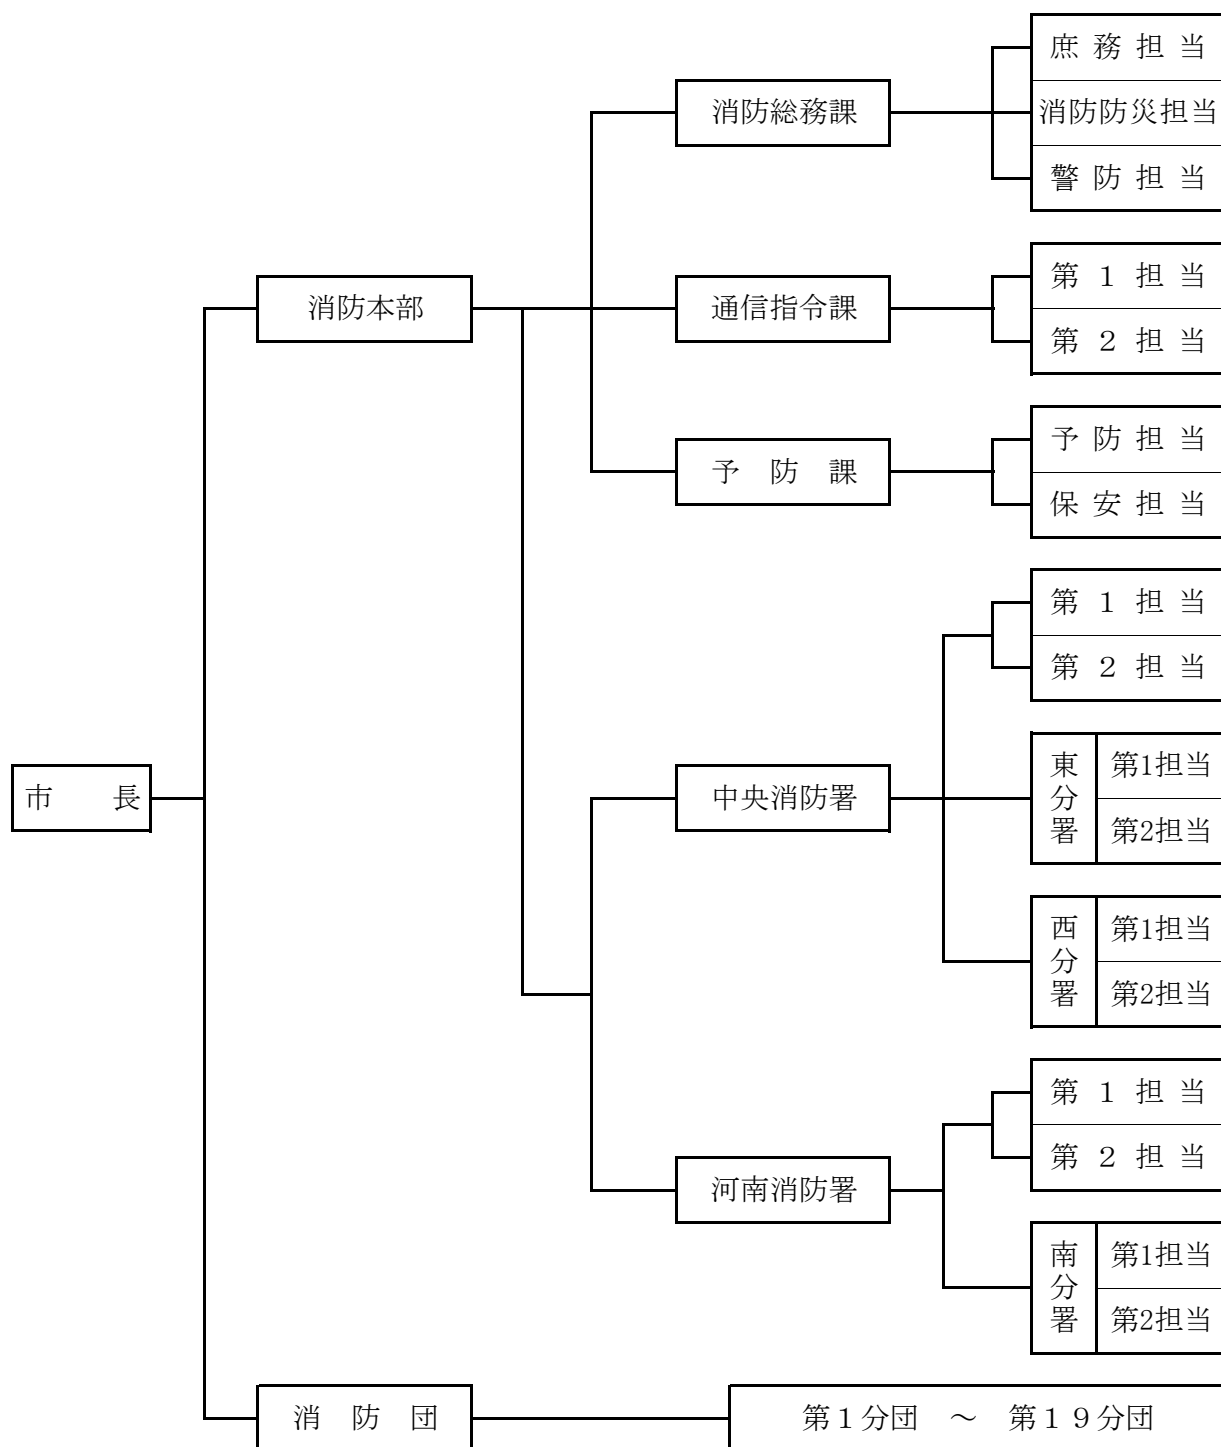 庶務担当
消防総務課
消防防災担当
警防担当
第１担当
消防本部
通信指令課
第２担当
予防担当
予防課
保安担当
第１担当
第２担当
市長
中央消防署
東分署
第1担当
第2担当
西分署
第1担当
第2担当
第１担当
第２担当
河南消防署
南分署
第1担当
第2担当
消防団
第１分団　～　第１９分団